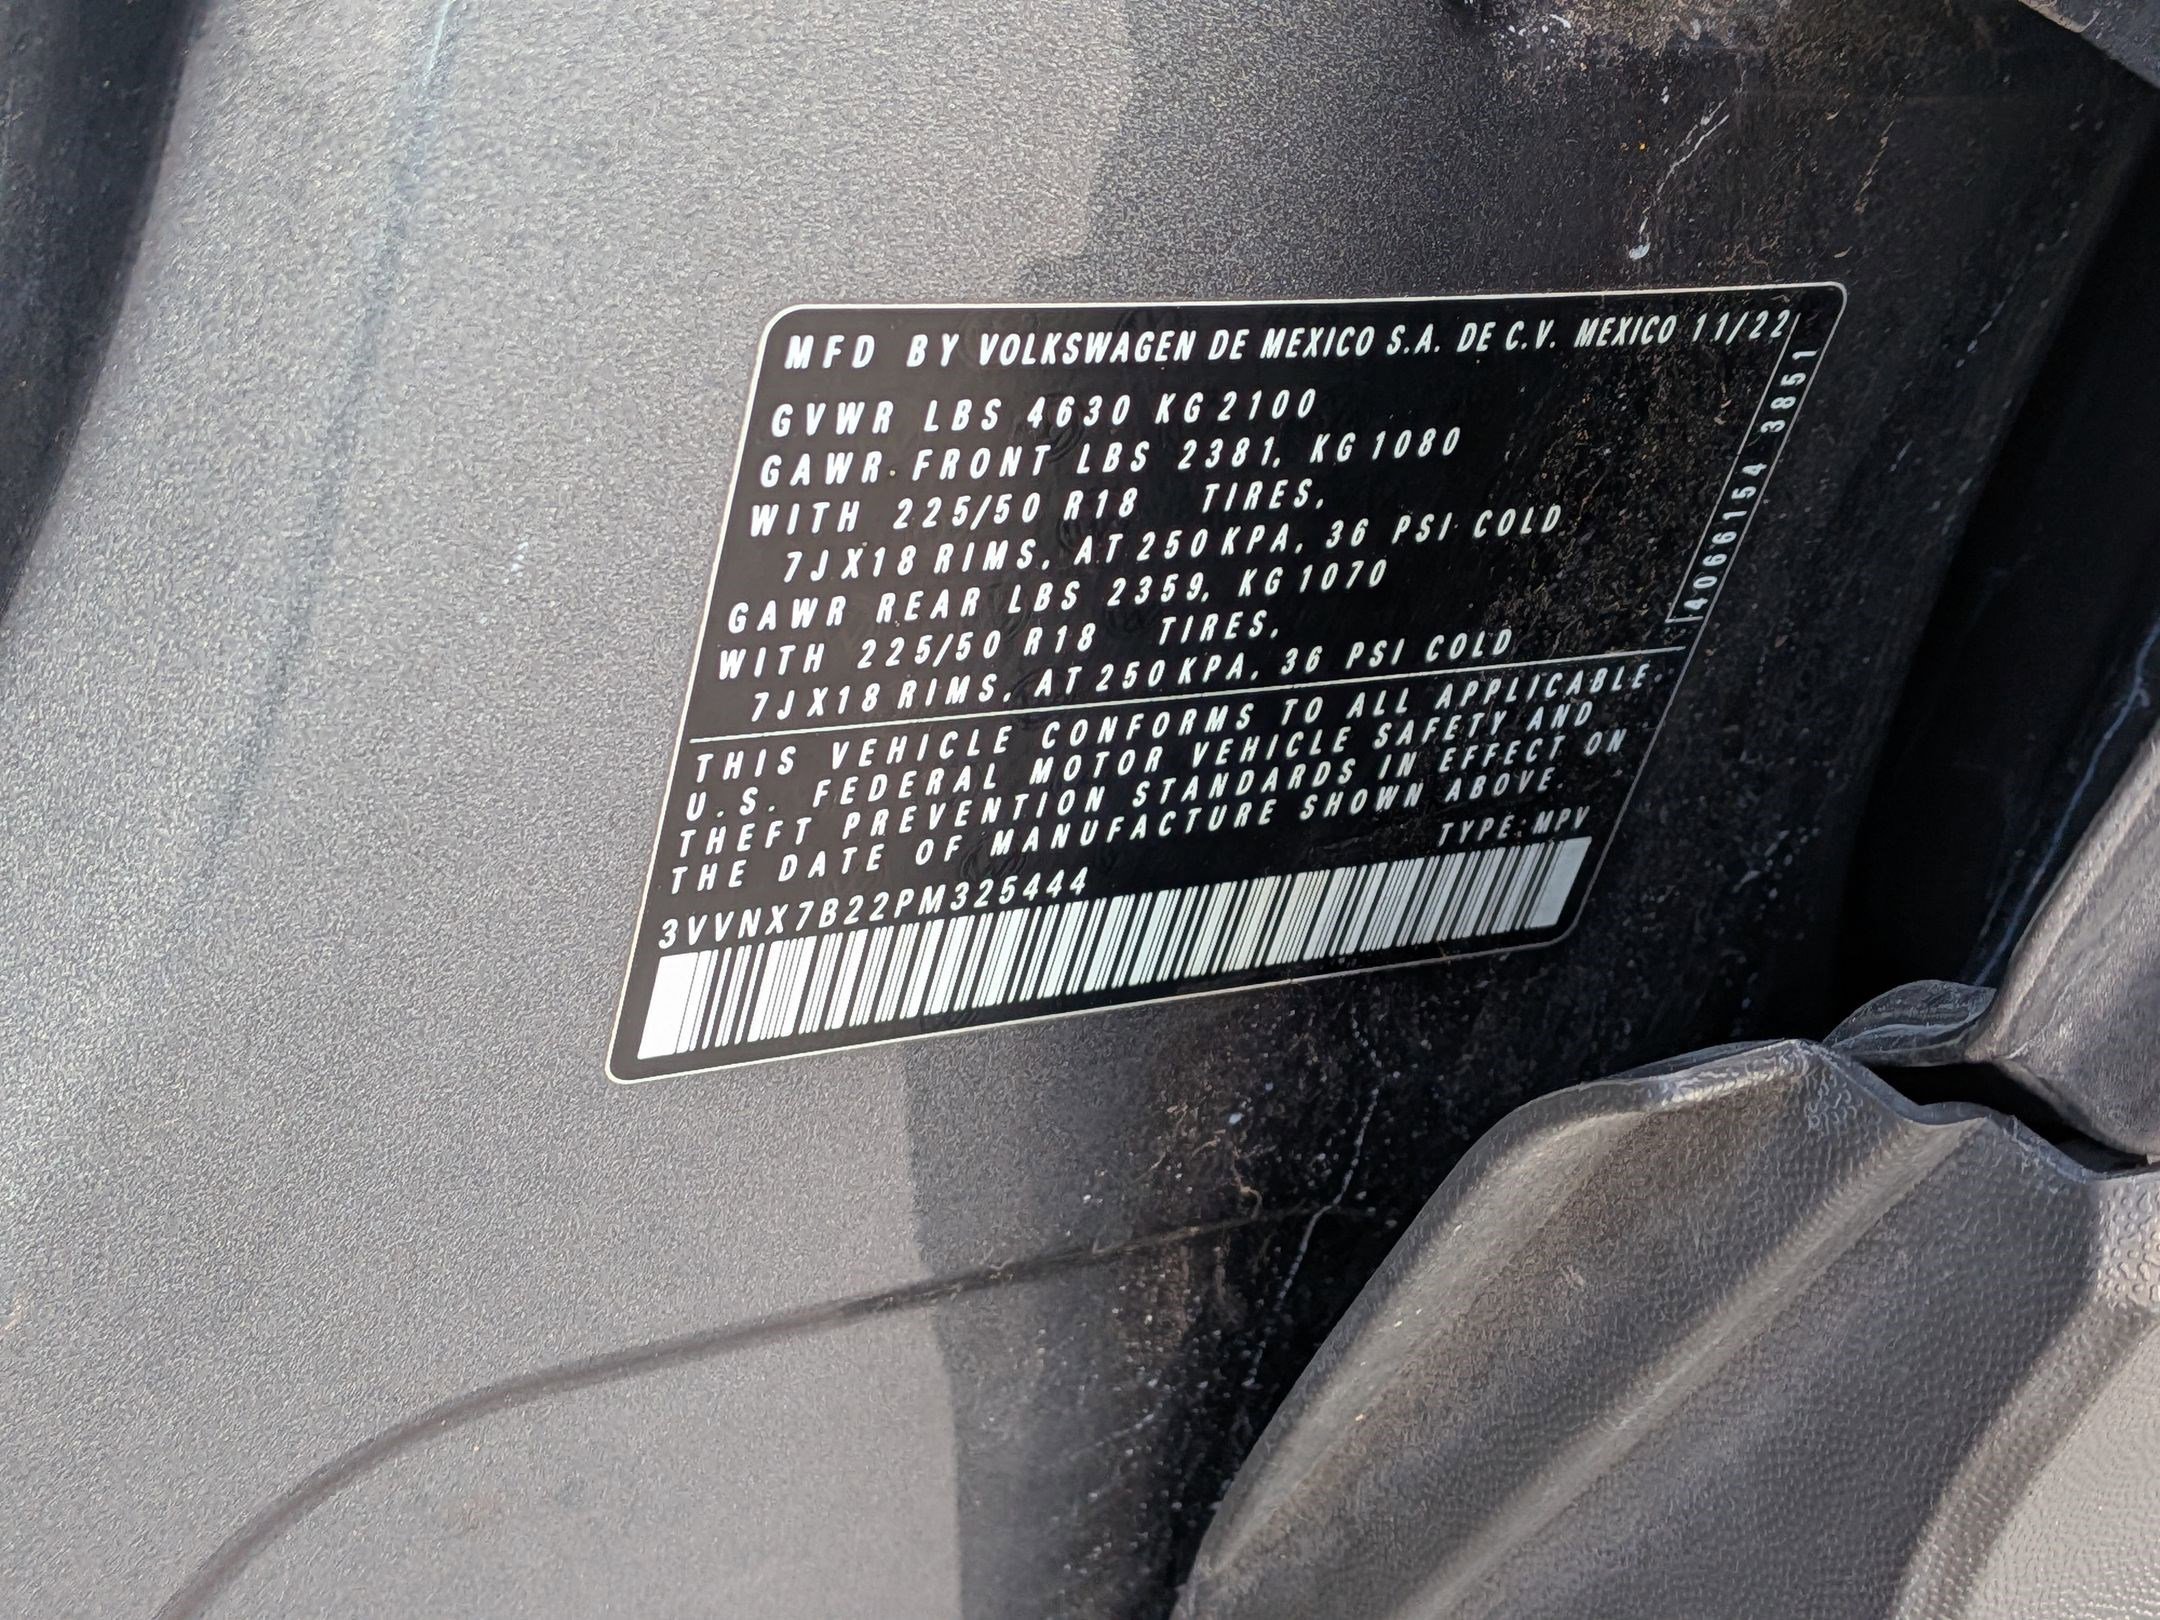 MFD BY VOLKSWAGEN DE MEXICO S.A. DE C.V. MEXICO 11/22
GVWR LBS 4630 KG 2100
GAWR FRONT LBS 2381, KG 1080
WITH 225/50 R18 TIRES,
7JX18 RIMS, AT 250KPA, 36 PSI COLD
GAWR REAR LBS 2359, KG 1070
WITH 225/50 R18 TIRES,
7JX18 RIMS, AT 250KPA, 36 PSI COLD
4066154 3851
THIS VEHICLE CONFORMS TO ALL APPLICABLE
U.S. FEDERAL MOTOR VEHICLE SAFETY AND
THEFT PREVENTION STANDARDS IN EFFECT ON
THE DATE OF MANUFACTURE SHOWN ABOVE.
TYPE: MPV
3VVNX7B22PM325444